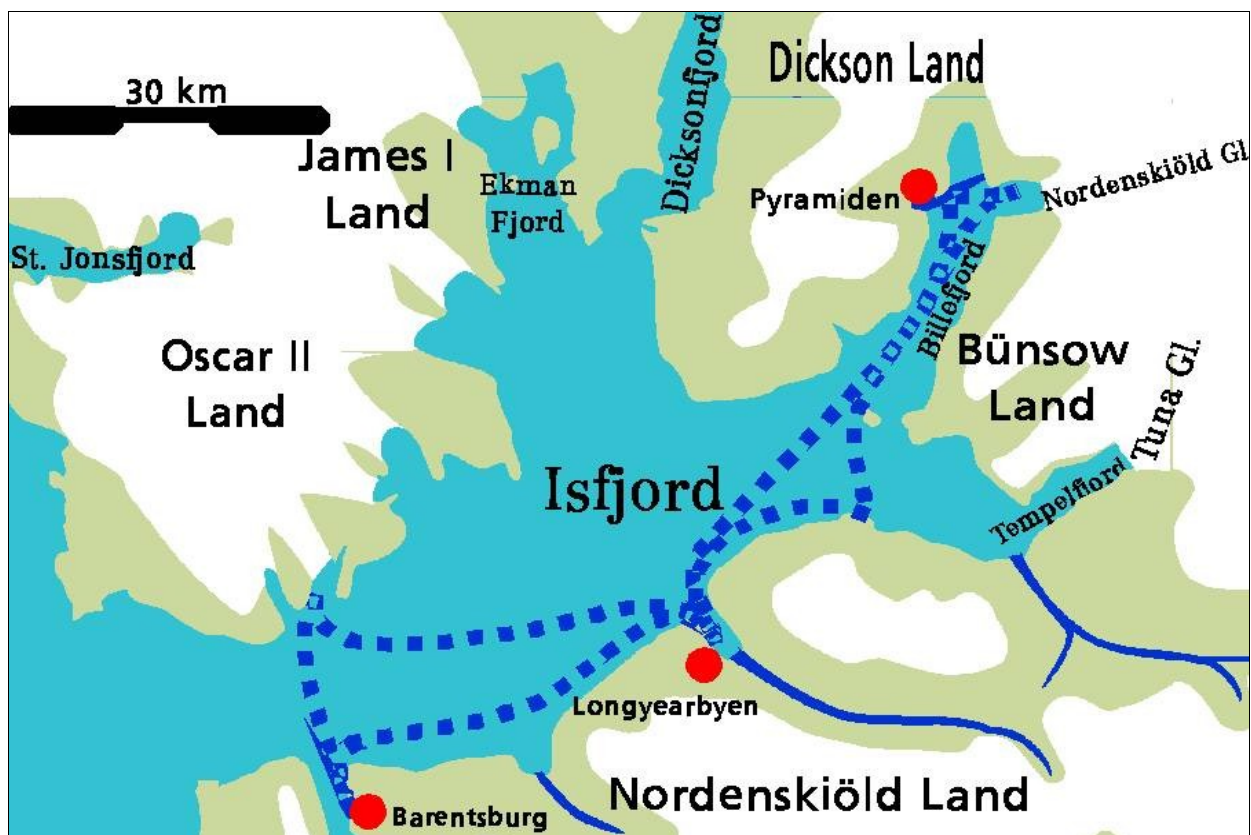 Dickson Land
Dicksonfjord
30 km
James I
Land
Ekman
Fjord
Pyramiden
Nordenskiöld Gl.
St. Jonsfjord
Billefjord
Oscar II
Land
Bünsow
Land
Tuna Gl.
Isfjord
Tempelfjord
Longyearbyen
Nordenskiöld Land
Barentsburg